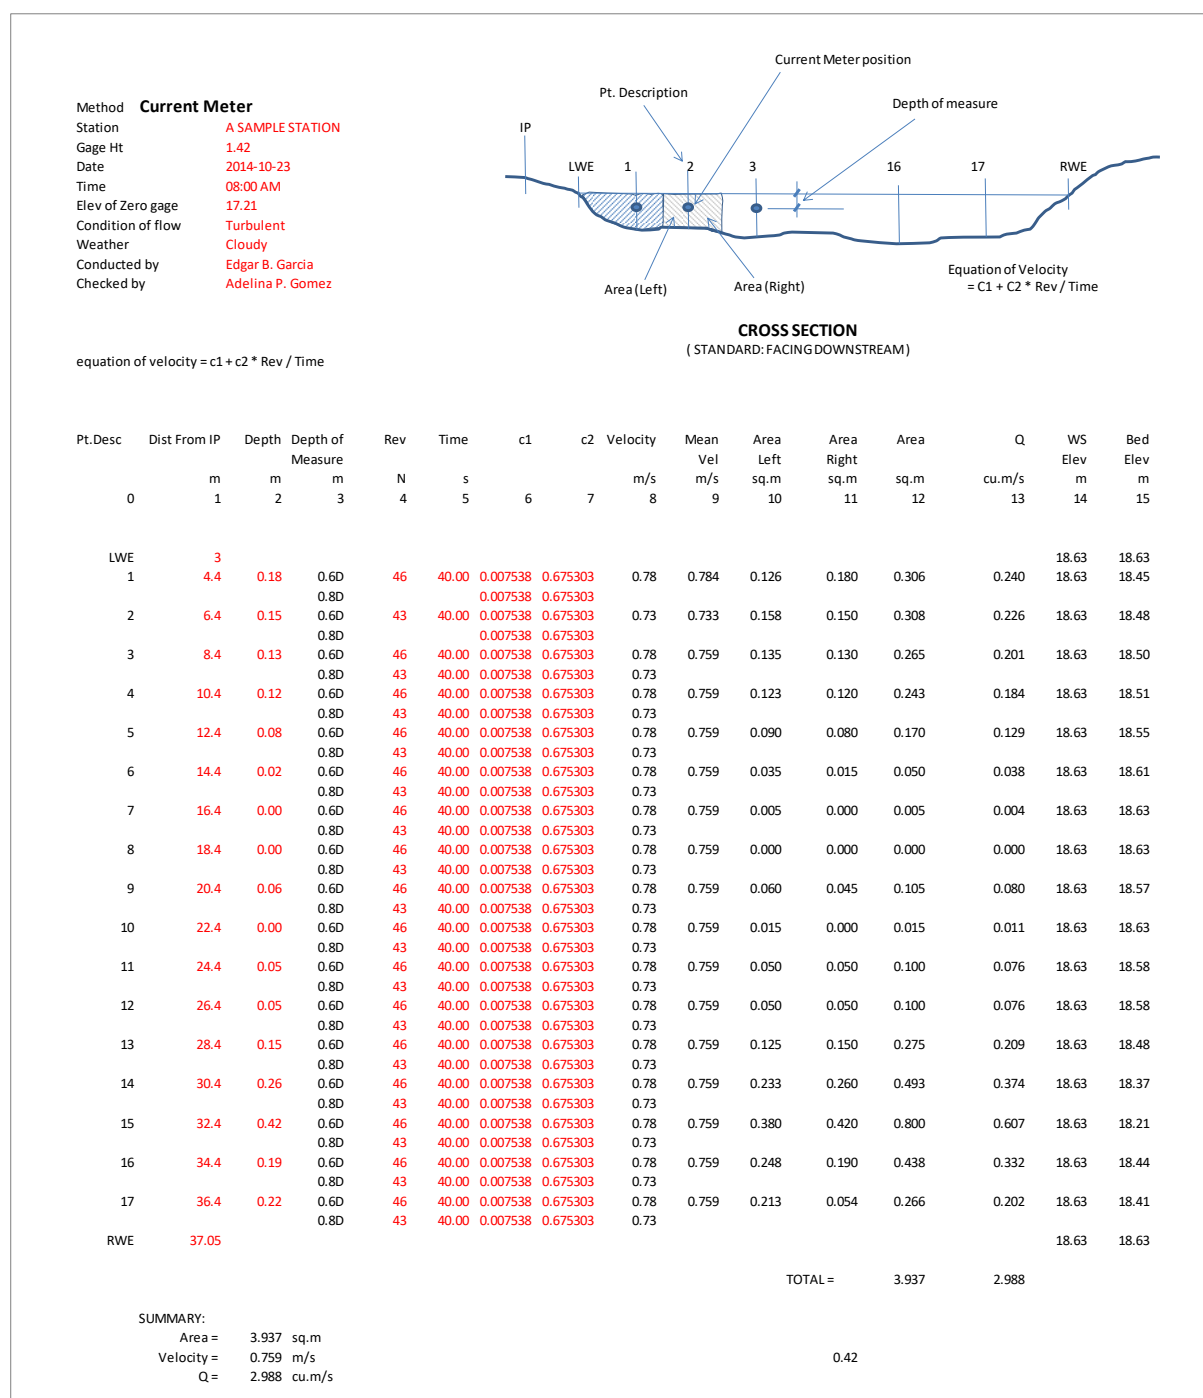 Method Current Meter
Station A SAMPLE STATION
Gage Ht 1.42
Date 2014-10-23
Time 08:00 AM
Elev of Zero gage 17.21
Condition of flow Turbulent
Weather Cloudy
Conducted by Edgar B. Garcia
Checked by Adelina P. Gomez
equation of velocity = c1 + c2 * Rev / Time
Current Meter position
Pt. Description
Depth of measure
IP
LWE 1 2 3 16 17 RWE
Area (Left)
Area (Right)
Equation of Velocity
= C1 + C2 * Rev / Time
CROSS SECTION
( STANDARD: FACING DOWNSTREAM )
Pt.Desc Dist From IP Depth Depth of Rev Time c1 c2 Velocity Mean Area Area Area Q WS Bed
Measure Vel Left Right Elev Elev
m m m N s m/s m/s sq.m sq.m sq.m cu.m/s m m
0 1 2 3 4 5 6 7 8 9 10 11 12 13 14 15
LWE 3 18.63 18.63
1 4.4 0.18 0.6D 46 40.00 0.007538 0.675303 0.78 0.784 0.126 0.180 0.306 0.240 18.63 18.45
0.8D 0.007538 0.675303
2 6.4 0.15 0.6D 43 40.00 0.007538 0.675303 0.73 0.733 0.158 0.150 0.308 0.226 18.63 18.48
0.8D 0.007538 0.675303
3 8.4 0.13 0.6D 46 40.00 0.007538 0.675303 0.78 0.759 0.135 0.130 0.265 0.201 18.63 18.50
0.8D 43 40.00 0.007538 0.675303 0.73
4 10.4 0.12 0.6D 46 40.00 0.007538 0.675303 0.78 0.759 0.123 0.120 0.243 0.184 18.63 18.51
0.8D 43 40.00 0.007538 0.675303 0.73
5 12.4 0.08 0.6D 46 40.00 0.007538 0.675303 0.78 0.759 0.090 0.080 0.170 0.129 18.63 18.55
0.8D 43 40.00 0.007538 0.675303 0.73
6 14.4 0.02 0.6D 46 40.00 0.007538 0.675303 0.78 0.759 0.035 0.015 0.050 0.038 18.63 18.61
0.8D 43 40.00 0.007538 0.675303 0.73
7 16.4 0.00 0.6D 46 40.00 0.007538 0.675303 0.78 0.759 0.005 0.000 0.005 0.004 18.63 18.63
0.8D 43 40.00 0.007538 0.675303 0.73
8 18.4 0.00 0.6D 46 40.00 0.007538 0.675303 0.78 0.759 0.000 0.000 0.000 0.000 18.63 18.63
0.8D 43 40.00 0.007538 0.675303 0.73
9 20.4 0.06 0.6D 46 40.00 0.007538 0.675303 0.78 0.759 0.060 0.045 0.105 0.080 18.63 18.57
0.8D 43 40.00 0.007538 0.675303 0.73
10 22.4 0.00 0.6D 46 40.00 0.007538 0.675303 0.78 0.759 0.015 0.000 0.015 0.011 18.63 18.63
0.8D 43 40.00 0.007538 0.675303 0.73
11 24.4 0.05 0.6D 46 40.00 0.007538 0.675303 0.78 0.759 0.050 0.050 0.100 0.076 18.63 18.58
0.8D 43 40.00 0.007538 0.675303 0.73
12 26.4 0.05 0.6D 46 40.00 0.007538 0.675303 0.78 0.759 0.050 0.050 0.100 0.076 18.63 18.58
0.8D 43 40.00 0.007538 0.675303 0.73
13 28.4 0.15 0.6D 46 40.00 0.007538 0.675303 0.78 0.759 0.125 0.150 0.275 0.209 18.63 18.48
0.8D 43 40.00 0.007538 0.675303 0.73
14 30.4 0.26 0.6D 46 40.00 0.007538 0.675303 0.78 0.759 0.233 0.260 0.493 0.374 18.63 18.37
0.8D 43 40.00 0.007538 0.675303 0.73
15 32.4 0.42 0.6D 46 40.00 0.007538 0.675303 0.78 0.759 0.380 0.420 0.800 0.607 18.63 18.21
0.8D 43 40.00 0.007538 0.675303 0.73
16 34.4 0.19 0.6D 46 40.00 0.007538 0.675303 0.78 0.759 0.248 0.190 0.438 0.332 18.63 18.44
0.8D 43 40.00 0.007538 0.675303 0.73
17 36.4 0.22 0.6D 46 40.00 0.007538 0.675303 0.78 0.759 0.213 0.054 0.266 0.202 18.63 18.41
0.8D 43 40.00 0.007538 0.675303 0.73
RWE 37.05 18.63 18.63
TOTAL = 3.937 2.988
SUMMARY:
Area = 3.937 sq.m
Velocity = 0.759 m/s 0.42
Q = 2.988 cu.m/s